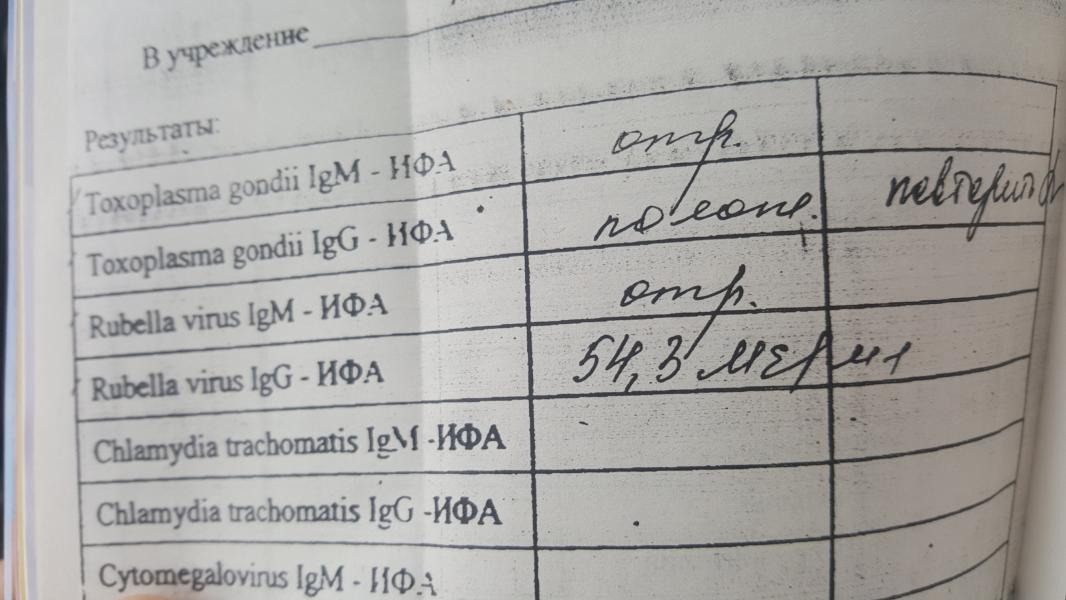 В учреждение
Результаты:
Toxoplasma gondii IgM - ИФА отр.
Toxoplasma gondii IgG - ИФА повторить
Rubella virus IgM - ИФА отр.
Rubella virus IgG - ИФА 54,3 МЕ/мл
Chlamydia trachomatis IgM -ИФА
Chlamydia trachomatis IgG -ИФА
Cytomegalovirus IgM - ИФА